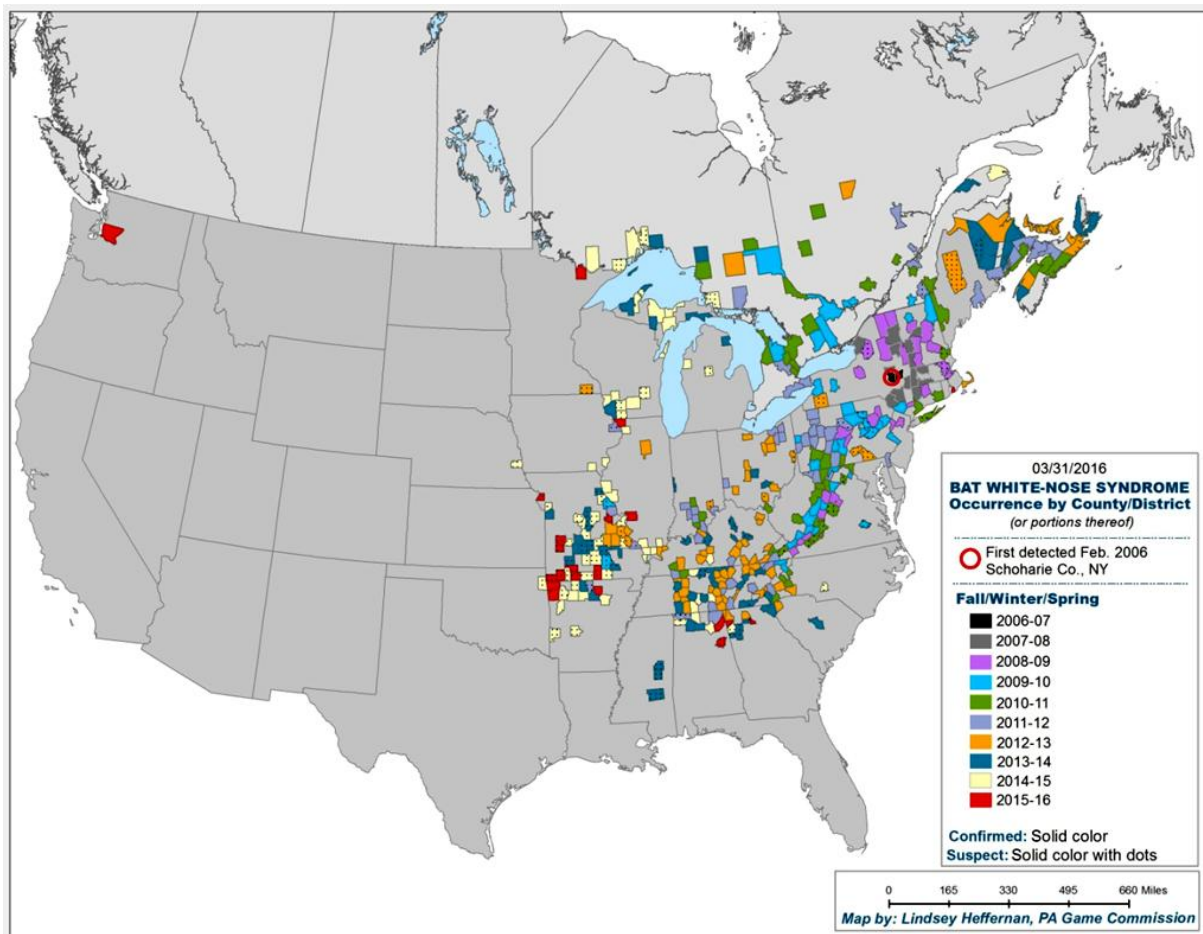 03/31/2016
BAT WHITE-NOSE SYNDROME
Occurrence by County/District
(or portions thereof)
First detected Feb. 2006
Schoharie Co., NY
Fall/Winter/Spring
2006-07
2007-08
2008-09
2009-10
2010-11
2011-12
2012-13
2013-14
2014-15
2015-16
Confirmed: Solid color
Suspect: Solid color with dots
0 165 330 495 660 Miles
Map by: Lindsey Heffernan, PA Game Commission